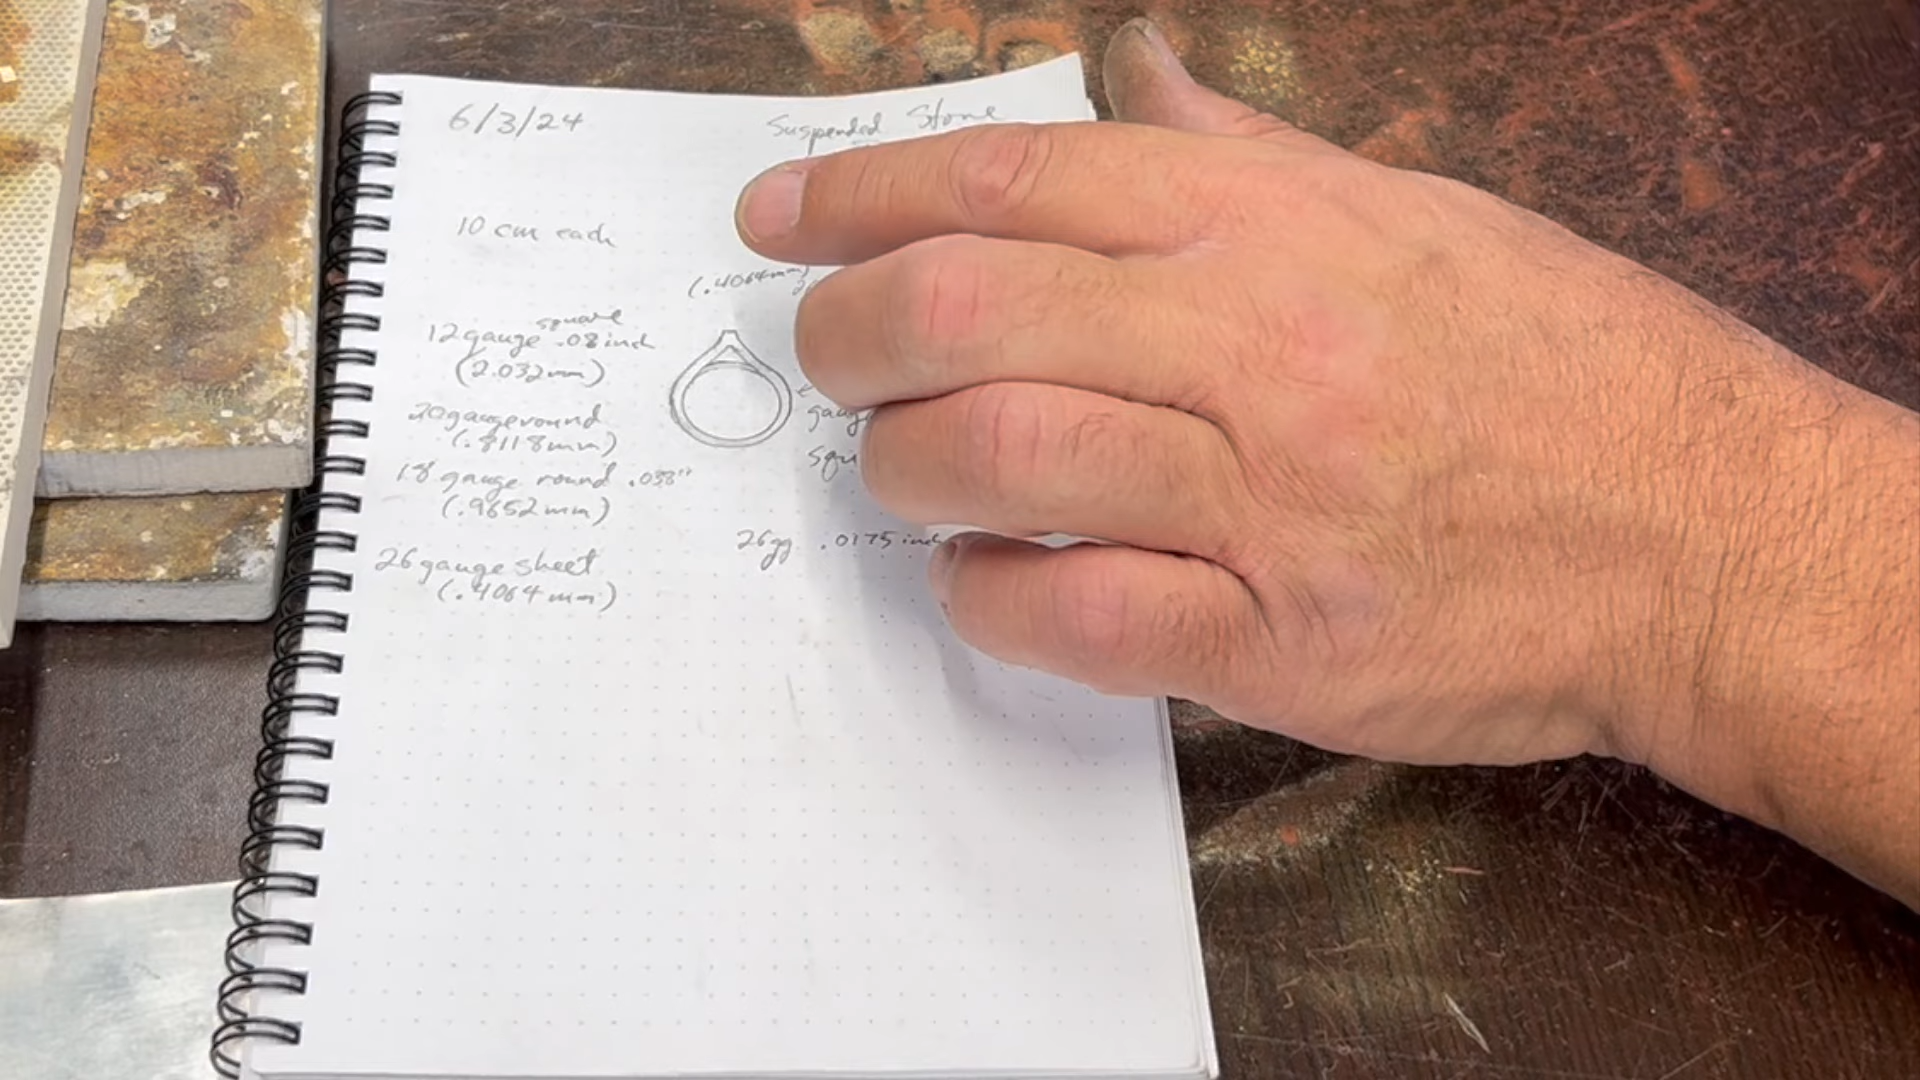 6/3/24
Suspended Stone
10 cm each
(.4064mm)
square
12 gauge .08 inch
(2.032mm)
20 gauge round
(.8118mm)
18 gauge round .038"
(.9652mm)
26 gauge sheet
(.4064mm)
26gg .0175 inch